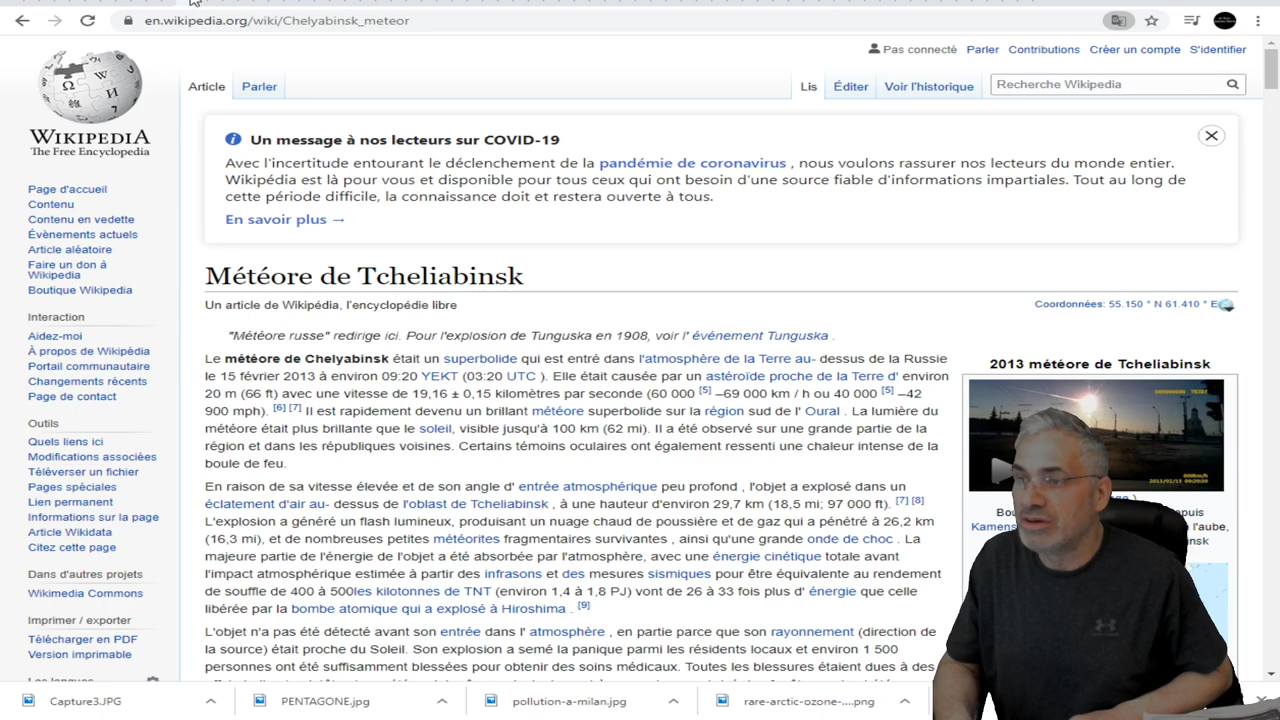 en.wikipedia.org/wiki/Chelyabinsk_meteor
Pas connecté Parler Contributions Créer un compte S'identifier
Article Parler Lis Éditer Voir l'historique Recherche Wikipedia
WIKIPEDIA
The Free Encyclopedia
Page d'accueil
Contenu
Contenu en vedette
Évènements actuels
Article aléatoire
Faire un don à
Wikipedia
Boutique Wikipedia
Interaction
Aidez-moi
À propos de Wikipédia
Portail communautaire
Changements récents
Page de contact
Outils
Quels liens ici
Modifications associées
Téléverser un fichier
Pages spéciales
Lien permanent
Informations sur la page
Article Wikidata
Citez cette page
Dans d'autres projets
Wikimedia Commons
Imprimer / exporter
Télécharger en PDF
Version imprimable
Un message à nos lecteurs sur COVID-19
Avec l'incertitude entourant le déclenchement de la pandémie de coronavirus , nous voulons rassurer nos lecteurs du monde entier.
Wikipédia est là pour vous et disponible pour tous ceux qui ont besoin d'une source fiable d'informations impartiales. Tout au long de
cette période difficile, la connaissance doit et restera ouverte à tous.
En savoir plus →
Météore de Tcheliabinsk
Un article de Wikipédia, l'encyclopédie libre
Coordonnées: 55.150 ° N 61.410 ° E
"Météore russe" redirige ici. Pour l'explosion de Tunguska en 1908, voir l' événement Tunguska .
Le météore de Chelyabinsk était un superbolide qui est entré dans l'atmosphère de la Terre au- dessus de la Russie
le 15 février 2013 à environ 09:20 YEKT (03:20 UTC ). Elle était causée par un astéroïde proche de la Terre d' environ
20 m (66 ft) avec une vitesse de 19,16 ± 0,15 kilomètres par seconde (60 000 [5] –69 000 km / h ou 40 000 [5] –42
900 mph). [6] [7] Il est rapidement devenu un brillant météore superbolide sur la région sud de l' Oural . La lumière du
météore était plus brillante que le soleil, visible jusqu'à 100 km (62 mi). Il a été observé sur une grande partie de la
région et dans les républiques voisines. Certains témoins oculaires ont également ressenti une chaleur intense de la
boule de feu.
En raison de sa vitesse élevée et de son angle d' entrée atmosphérique peu profond , l'objet a explosé dans un
éclatement d'air au- dessus de l'oblast de Tcheliabinsk , à une hauteur d'environ 29,7 km (18,5 mi; 97 000 ft). [7] [8]
L'explosion a généré un flash lumineux, produisant un nuage chaud de poussière et de gaz qui a pénétré à 26,2 km
(16,3 mi), et de nombreuses petites météorites fragmentaires survivantes , ainsi qu'une grande onde de choc . La
majeure partie de l'énergie de l'objet a été absorbée par l'atmosphère, avec une énergie cinétique totale avant
l'impact atmosphérique estimée à partir des infrasons et des mesures sismiques pour être équivalente au rendement
de souffle de 400 à 500les kilotonnes de TNT (environ 1,4 à 1,8 PJ) vont de 26 à 33 fois plus d' énergie que celle
libérée par la bombe atomique qui a explosé à Hiroshima . [9]
L'objet n'a pas été détecté avant son entrée dans l' atmosphère , en partie parce que son rayonnement (direction de
la source) était proche du Soleil. Son explosion a semé la panique parmi les résidents locaux et environ 1 500
personnes ont été suffisamment blessées pour obtenir des soins médicaux. Toutes les blessures étaient dues à des
2013 météore de Tcheliabinsk
000km/h
2013/02/15
Kamens
l'aube,
Capture3.JPG PENTAGONE.jpg pollution-a-milan.jpg rare-arctic-ozone-....png